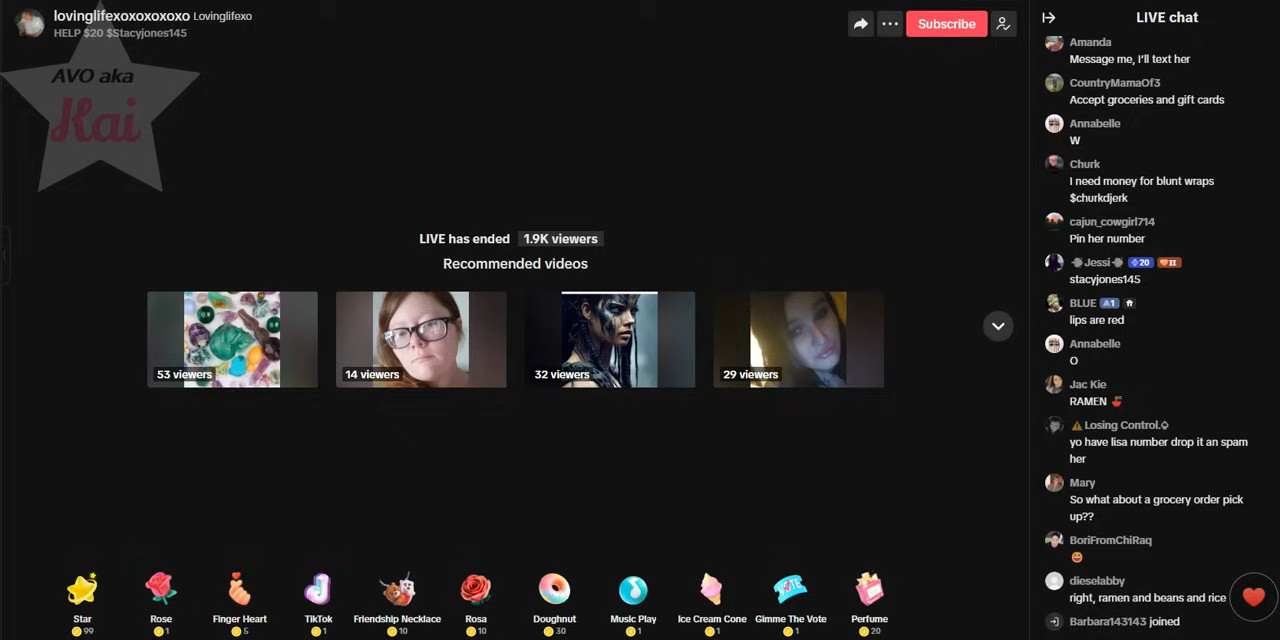 lovinglifexoxoxoxoxo Lovinglifexo
HELP $20 $Stacyjones145
AVO aka
Kai
Subscribe
LIVE has ended 1.9K viewers
Recommended videos
53 viewers
14 viewers
32 viewers
29 viewers
Star
99
Rose
1
Finger Heart
5
TikTok
1
Friendship Necklace
10
Rosa
10
Doughnut
30
Music Play
1
Ice Cream Cone
1
Gimme The Vote
1
Perfume
20
LIVE chat
Amanda
Message me, I'll text her
CountryMamaOf3
Accept groceries and gift cards
Annabelle
W
Churk
I need money for blunt wraps
$churkdjerk
cajun_cowgirl714
Pin her number
Jessi 20 II
stacyjones145
BLUE 1
lips are red
Annabelle
O
Jac Kie
RAMEN 🍜
⚠Losing Control.
yo have lisa number drop it an spam
her
Mary
So what about a grocery order pick
up??
BoriFromChiRaq
dieselabby
right, ramen and beans and rice
Barbara143143 joined